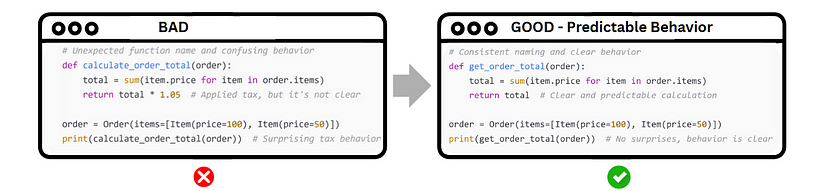 BAD
# Unexpected function name and confusing behavior
def calculate_order_total(order):
    total = sum(item.price for item in order.items)
    return total * 1.05  # Applied tax, but it's not clear
order = Order(items=[Item(price=100), Item(price=50)])
print(calculate_order_total(order))  # Surprising tax behavior
GOOD - Predictable Behavior
# Consistent naming and clear behavior
def get_order_total(order):
    total = sum(item.price for item in order.items)
    return total  # Clear and predictable calculation
order = Order(items=[Item(price=100), Item(price=50)])
print(get_order_total(order))  # No surprises, behavior is clear